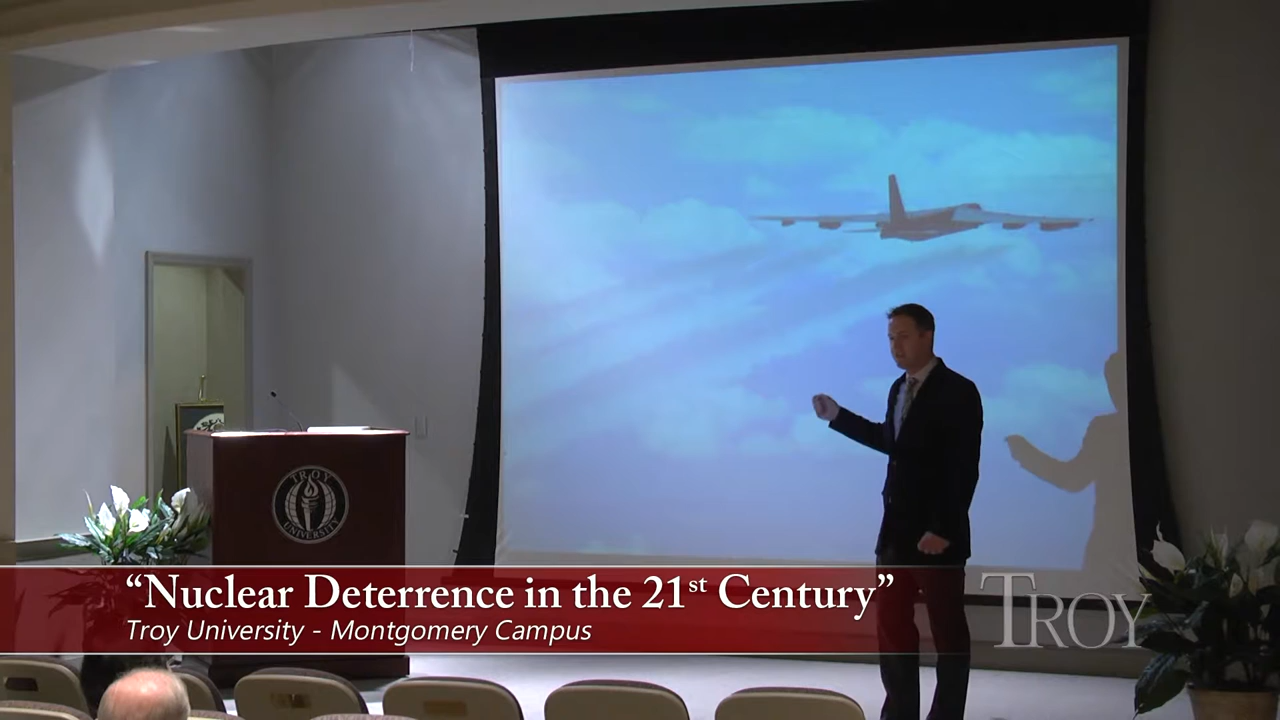 TROY
UNIVERSITY
“Nuclear Deterrence in the 21st Century”
Troy University - Montgomery Campus
TROY